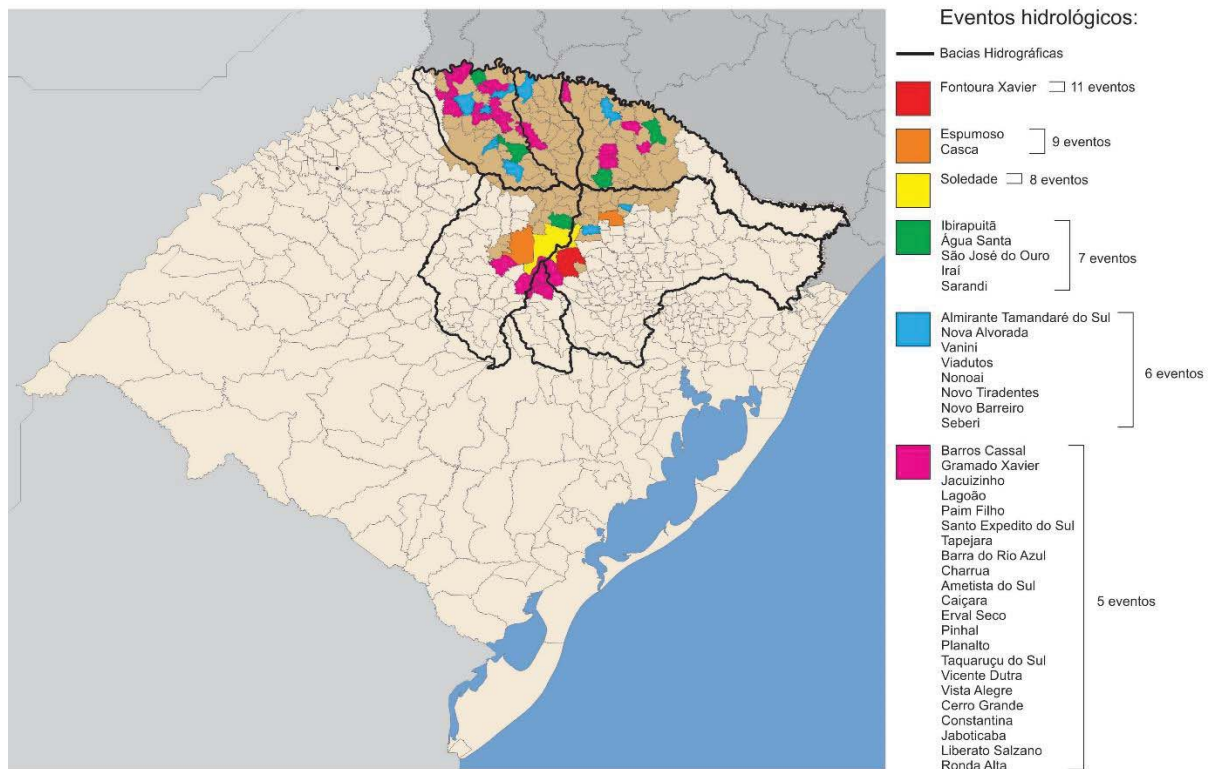 Eventos hidrológicos:
Bacias Hidrográficas
Fontoura Xavier 11 eventos
Espumoso
Casca
9 eventos
Soledade 8 eventos
Ibirapuitã
Água Santa
São José do Ouro
Iraí
Sarandi
7 eventos
Almirante Tamandaré do Sul
Nova Alvorada
Vanini
Viadutos
Nonoai
Novo Tiradentes
Novo Barreiro
Seberi
6 eventos
Barros Cassal
Gramado Xavier
Jacuizinho
Lagoão
Paim Filho
Santo Expedito do Sul
Tapejara
Barra do Rio Azul
Charrua
Ametista do Sul
Caiçara
Erval Seco
Pinhal
Planalto
Taquaruçu do Sul
Vicente Dutra
Vista Alegre
Cerro Grande
Constantina
Jaboticaba
Liberato Salzano
Ronda Alta
5 eventos